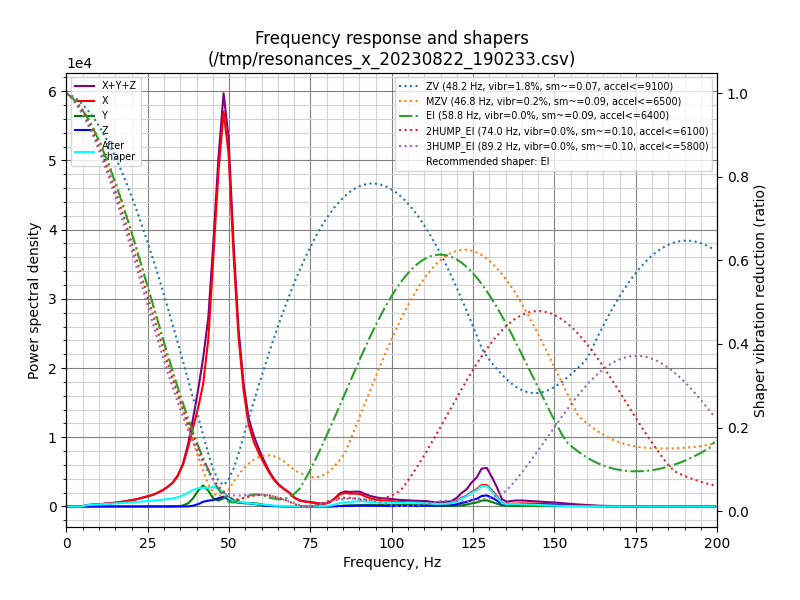 Frequency response and shapers
(/tmp/resonances_x_20230822_190233.csv)
1e4
X+Y+Z
X
Y
Z
After
shaper
ZV (48.2 Hz, vibr=1.8%, sm~=0.07, accel<=9100)
MZV (46.8 Hz, vibr=0.2%, sm~=0.09, accel<=6500)
EI (58.8 Hz, vibr=0.0%, sm~=0.09, accel<=6400)
2HUMP_EI (74.0 Hz, vibr=0.0%, sm~=0.10, accel<=6100)
3HUMP_EI (89.2 Hz, vibr=0.0%, sm~=0.10, accel<=5800)
Recommended shaper: EI
6
5
4
3
2
1
0
Power spectral density
1.0
0.8
0.6
0.4
0.2
0.0
Shaper vibration reduction (ratio)
0 25 50 75 100 125 150 175 200
Frequency, Hz